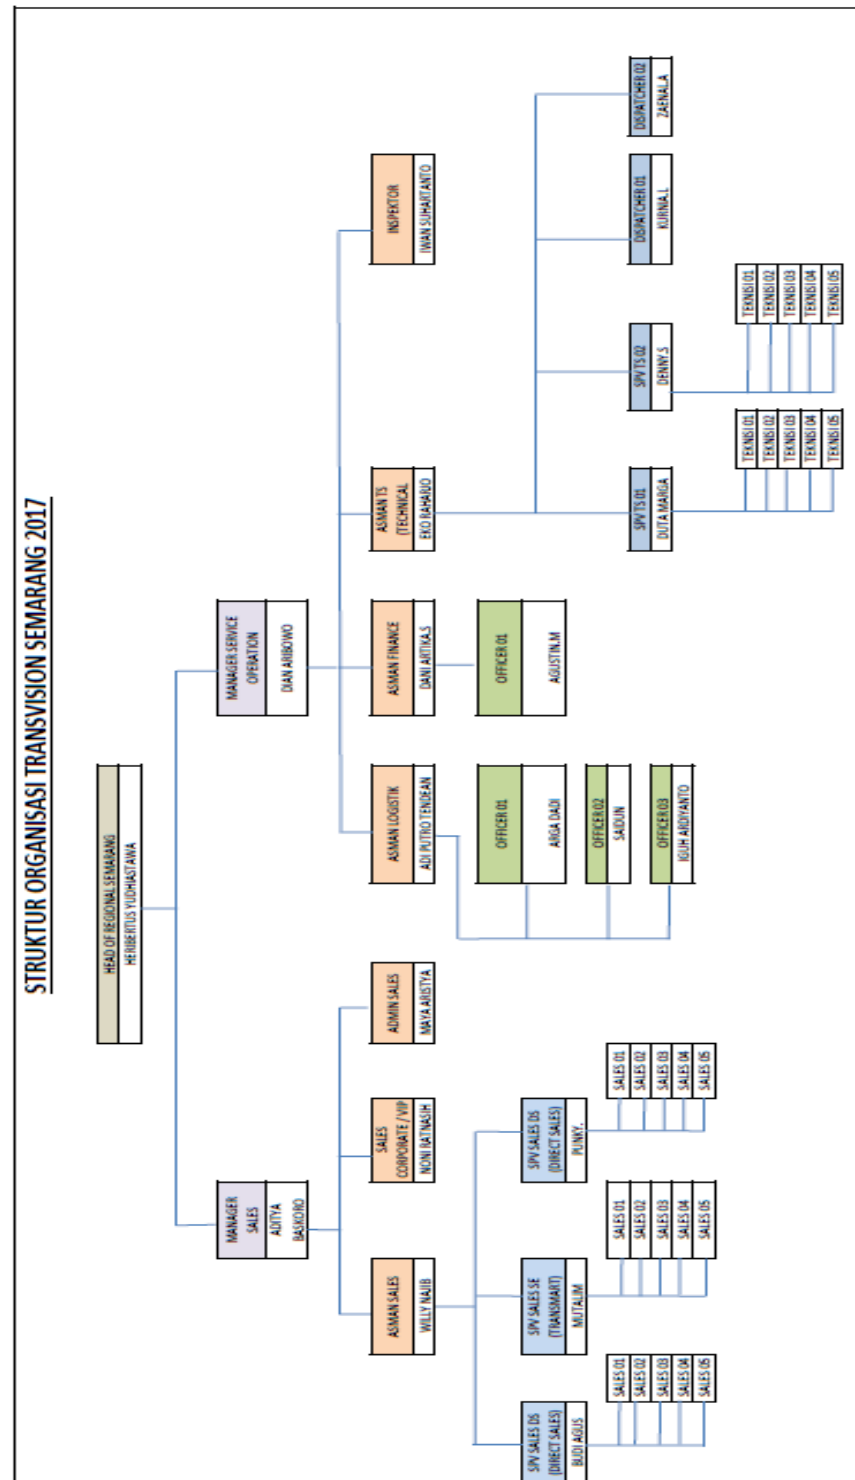 STRUKTUR ORGANISASI TRANSVISION SEMARANG 2017
HEAD OF REGIONAL SEMARANG
HERIBERTUS YUDHIASTAWA
MANAGER
SALES
ADITYA
BASKORO
MANAGER SERVICE
OPERATION
DIAN ARIBOWO
ASMAN SALES
WILLY NAJIB
SALES
CORPORATE / VIP
NONI RATNASIH
ADMIN SALES
MAYA ARISTYA
ASMAN LOGISTIK
ADI PUTRO TENDEAN
ASMAN FINANCE
DANI ARTIKA.S
ASMAN TS
(TECHNICAL
EKO RAHARJO
INSPEKTOR
IWAN SUHARTANTO
SPV SALES DS
(DIRECT SALES)
BUDI AGUS
SPV SALES SE
(TRANSMART)
MUTALIM
SPV SALES DS
(DIRECT SALES)
PUNKY.
OFFICER 01
ARGA DADI
OFFICER 02
SAIDUN
OFFICER 03
IGUH ARDIYANTO
OFFICER 01
AGUSTIN.M
SPV TS 01
DUTA MARGA
SPV TS 02
DENNY.S
DISPATCHER 01
KURNIA.L
DISPATCHER 02
ZAENAL.A
SALES 01
SALES 02
SALES 03
SALES 04
SALES 05
SALES 01
SALES 02
SALES 03
SALES 04
SALES 05
SALES 01
SALES 02
SALES 03
SALES 04
SALES 05
TEKNISI 01
TEKNISI 02
TEKNISI 03
TEKNISI 04
TEKNISI 05
TEKNISI 01
TEKNISI 02
TEKNISI 03
TEKNISI 04
TEKNISI 05